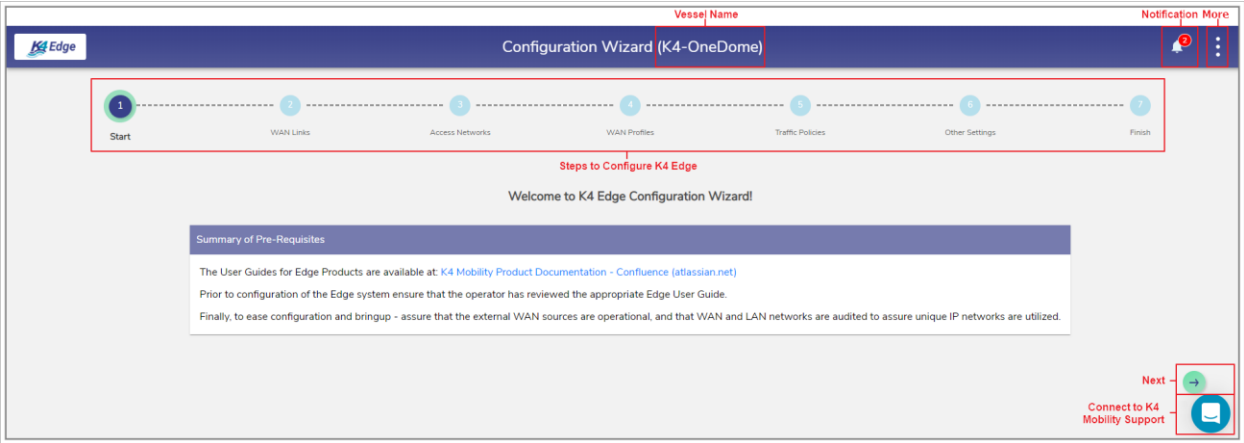 Vessel Name
Notification More
K4 Edge
Configuration Wizard (K4-OneDome)
2
1
2
3
4
5
6
7
Start
WAN Links
Access Networks
WAN Profiles
Traffic Policies
Other Settings
Finish
Steps to Configure K4 Edge
Welcome to K4 Edge Configuration Wizard!
Summary of Pre-Requisites
The User Guides for Edge Products are available at: K4 Mobility Product Documentation - Confluence (atlassian.net)
Prior to configuration of the Edge system ensure that the operator has reviewed the appropriate Edge User Guide.
Finally, to ease configuration and bringup - assure that the external WAN sources are operational, and that WAN and LAN networks are audited to assure unique IP networks are utilized.
Next
Connect to K4
Mobility Support